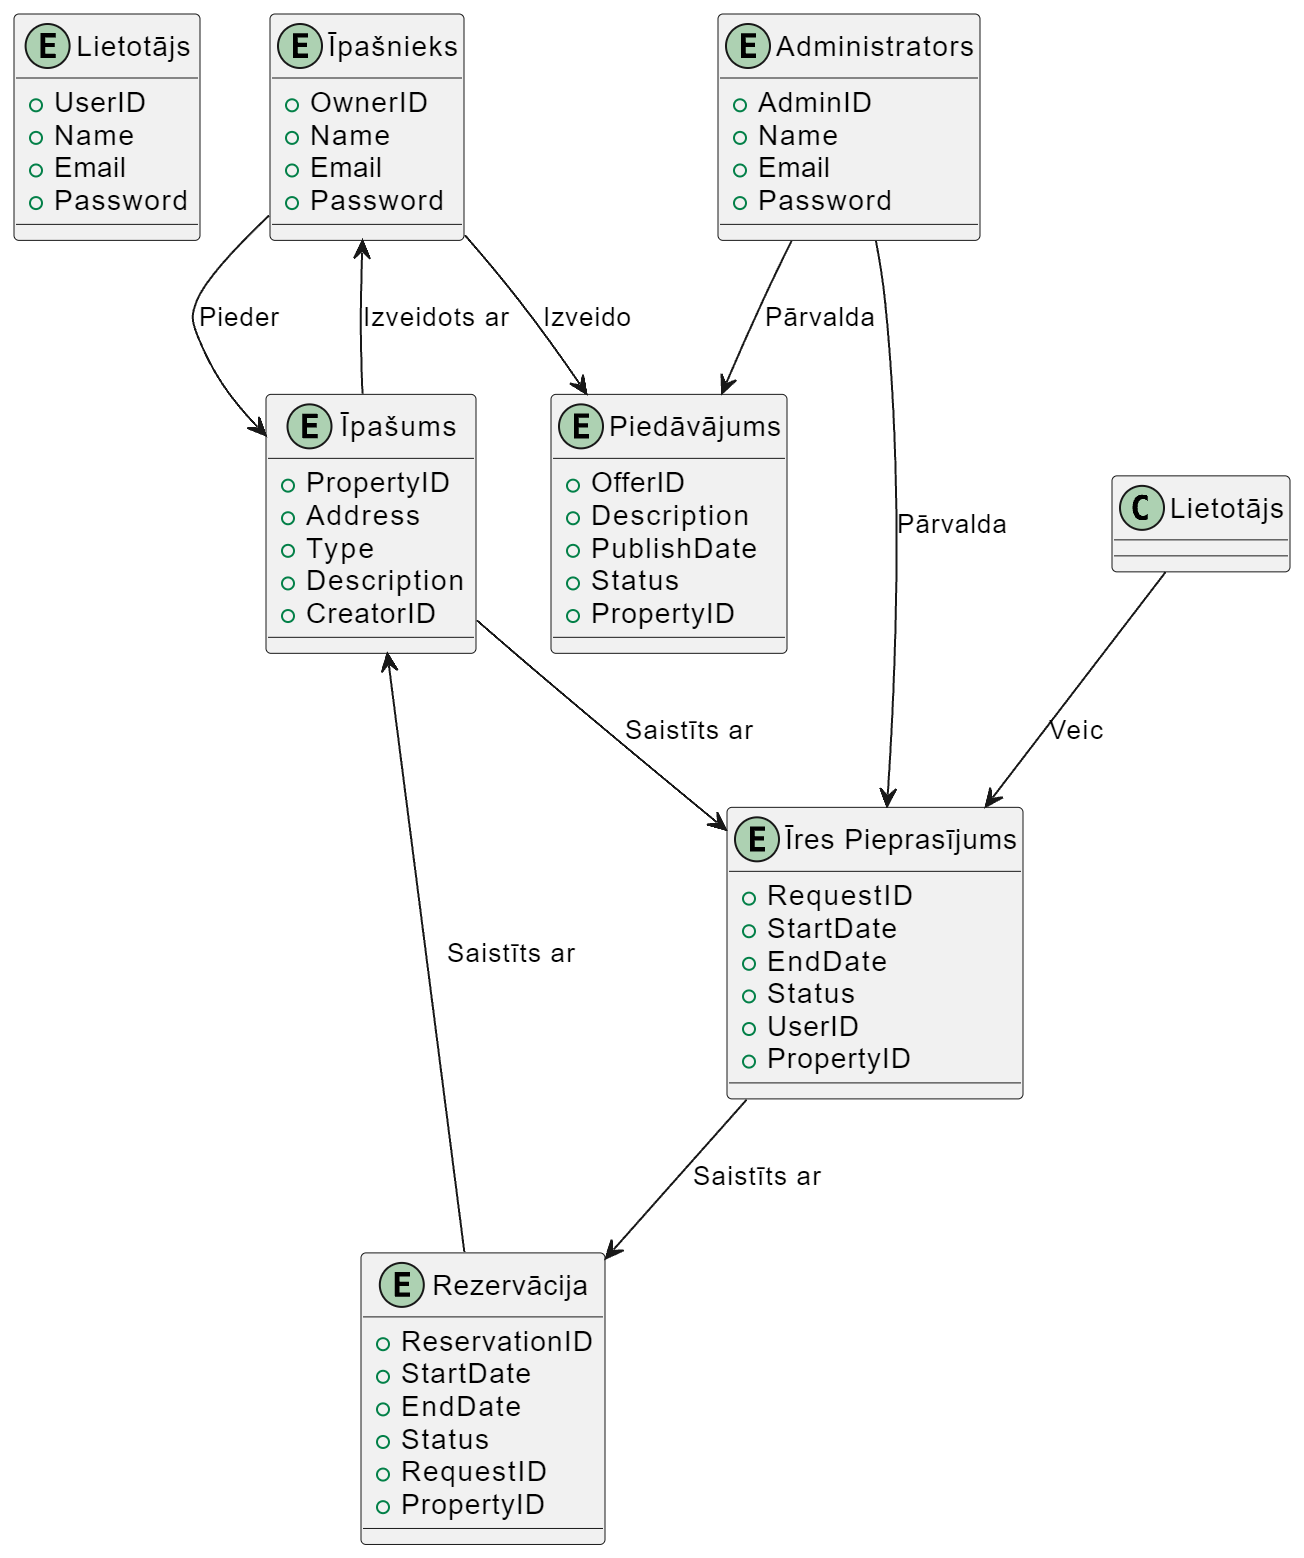 E Lietotājs
UserID
Name
Email
Password
E Īpašnieks
OwnerID
Name
Email
Password
E Administrators
AdminID
Name
Email
Password
Pieder
Izveidots ar
Izveido
Pārvalda
E Īpašums
PropertyID
Address
Type
Description
CreatorID
E Piedāvājums
OfferID
Description
PublishDate
Status
PropertyID
Pārvalda
C Lietotājs
Saistīts ar
Veic
E Īres Pieprasījums
RequestID
StartDate
EndDate
Status
UserID
PropertyID
Saistīts ar
Saistīts ar
E Rezervācija
ReservationID
StartDate
EndDate
Status
RequestID
PropertyID